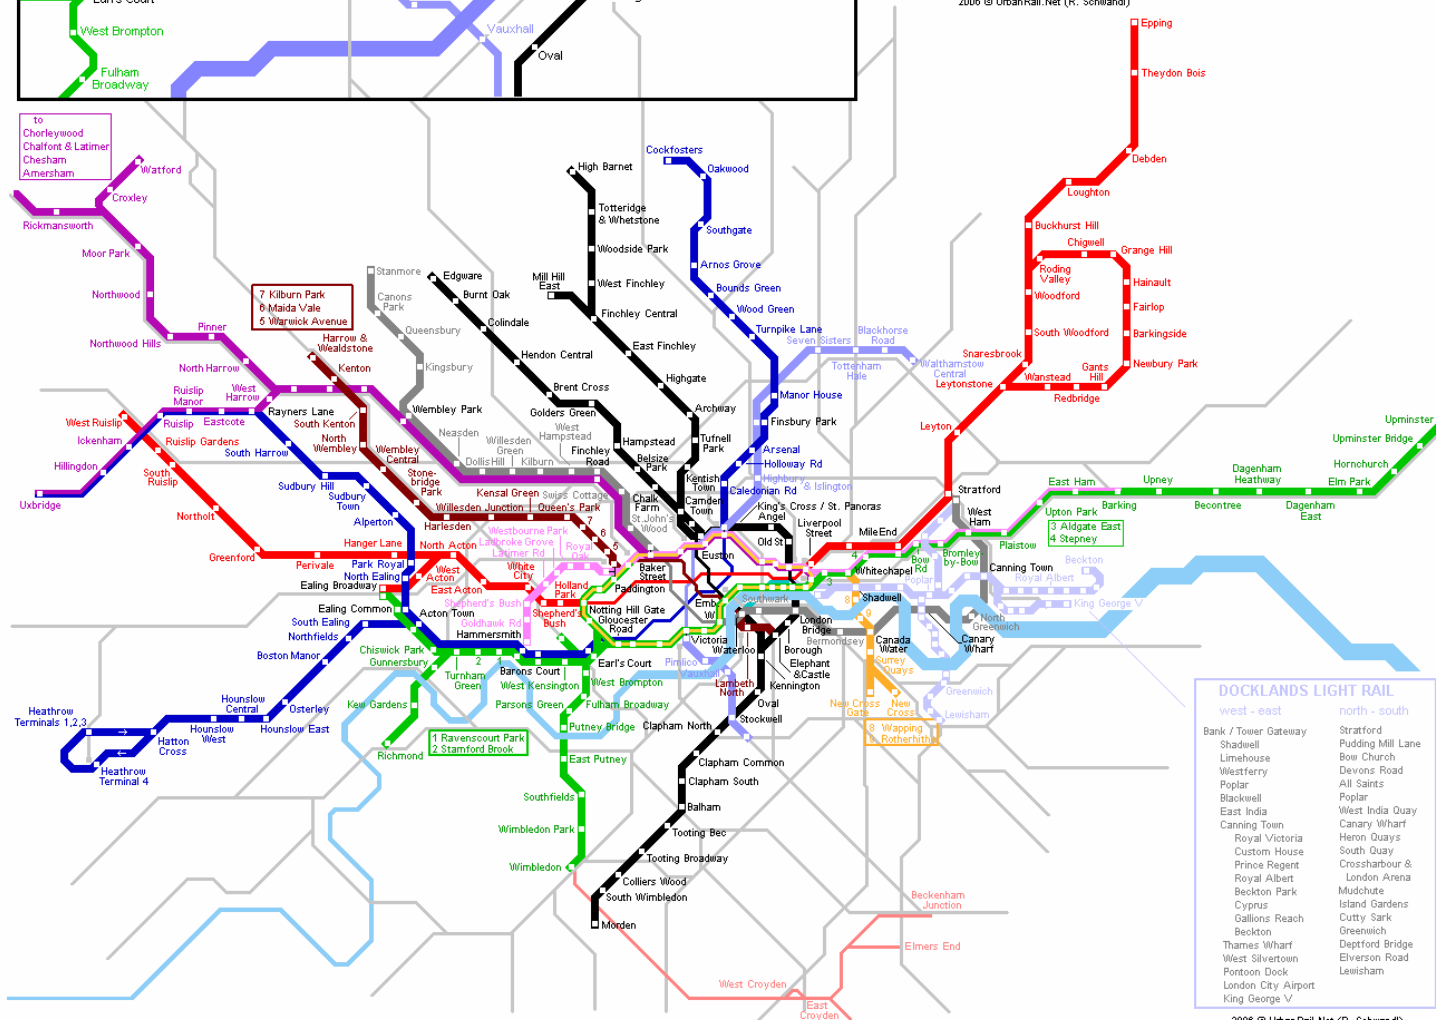 Earl's Court
West Brompton
Fulham
Broadway
Vauxhall
Oval
2006 @ UrbanRail.Net (R. Schwandl)
to
Chorleywood
Chalfont & Latimer
Chesham
Amersham
Watford
Croxley
Rickmansworth
Moor Park
Northwood
Northwood Hills
Pinner
North Harrow
7 Kilburn Park
6 Maida Vale
5 Warwick Avenue
Harrow &
Wealdstone
Kenton
Stanmore
Canons
Park
Queensbury
Kingsbury
Wembley Park
Neasden
Dollis Hill
Willesden
Green
Kilburn
West
Hampstead
Finchley
Road
Swiss Cottage
St John's
Wood
Edgware
Burnt Oak
Colindale
Hendon Central
Brent Cross
Golders Green
Hampstead
Belsize
Park
Chalk
Farm
Camden
Town
High Barnet
Totteridge
& Whetstone
Woodside Park
West Finchley
Mill Hill
East
Finchley Central
East Finchley
Highgate
Archway
Tufnell
Park
Kentish
Town
Cockfosters
Oakwood
Southgate
Arnos Grove
Bounds Green
Wood Green
Turnpike Lane
Manor House
Finsbury Park
Arsenal
Holloway Rd
Caledonian Rd
Seven Sisters
Blackhorse
Road
Tottenham
Hale
Walthamstow
Central
Highbury
& Islington
King's Cross / St. Pancras
Angel
Old St
Liverpool
Street
Euston
Epping
Theydon Bois
Debden
Loughton
Buckhurst Hill
Chigwell
Grange Hill
Roding
Valley
Hainault
Woodford
Fairlop
South Woodford
Barkingside
Snaresbrook
Newbury Park
Leytonstone
Wanstead
Gants
Hill
Redbridge
Leyton
Stratford
Mile End
Upminster
Upminster Bridge
Hornchurch
Elm Park
Dagenham
East
Dagenham
Heathway
Becontree
Upney
Barking
East Ham
Upton Park
3 Aldgate East
4 Stepney
Plaistow
West
Ham
Bromley-
by-Bow
Bow
Rd
4
3
Whitechapel
West
Harrow
Rayners Lane
South Kenton
North
Wembley
Wembley
Central
Stone-
bridge
Park
Harlesden
Willesden Junction
Kensal Green
Queen's Park
7
6
5
Ruislip
Manor
Eastcote
Ruislip
West Ruislip
Ickenham
Hillingdon
Uxbridge
Ruislip Gardens
South
Ruislip
Northolt
Greenford
Perivale
Hanger Lane
South Harrow
Sudbury Hill
Sudbury
Town
Alperton
Park Royal
North Ealing
Ealing Broadway
Ealing Common
South Ealing
Northfields
Boston Manor
Osterley
Hounslow East
Hounslow
Central
Hounslow
West
Hatton
Cross
Heathrow
Terminals 1,2,3
Heathrow
Terminal 4
North Acton
West
Acton
East Acton
White
City
Holland
Park
Shepherd's
Bush
Acton Town
Westbourne Park
Ladbroke Grove
Latimer Rd
Royal
Oak
Shepherd's Bush
Goldhawk Rd
Hammersmith
Baker
Street
Paddington
Notting Hill Gate
Gloucester
Road
Earl's Court
Chiswick Park
Gunnersbury
Turnham
Green
2
1
Barons Court
West Kensington
Kew Gardens
Richmond
1 Ravenscourt Park
2 Stamford Brook
West Brompton
Parsons Green
Fulham Broadway
Putney Bridge
East Putney
Southfields
Wimbledon Park
Wimbledon
Victoria
Pimlico
Vauxhall
Waterloo
Lambeth
North
Southwark
London
Bridge
Borough
Elephant
& Castle
Kennington
Oval
Stockwell
Clapham North
Clapham Common
Clapham South
Balham
Tooting Bec
Tooting Broadway
Colliers Wood
South Wimbledon
Morden
Bermondsey
Shadwell
8
9
Canada
Water
Surrey
Quays
New Cross
Gate
New
Cross
8 Wapping
9 Rotherhithe
Canary
Wharf
North
Greenwich
Canning Town
Poplar
Royal Albert
Beckton
King George V
Greenwich
Lewisham
West Croyden
East
Croyden
Elmers End
Beckenham
Junction
DOCKLANDS LIGHT RAIL
west - east
Bank / Tower Gateway
Shadwell
Limehouse
Westferry
Poplar
Blackwell
East India
Canning Town
Royal Victoria
Custom House
Prince Regent
Royal Albert
Beckton Park
Cyprus
Gallions Reach
Beckton
Thames Wharf
West Silvertown
Pontoon Dock
London City Airport
King George V
north - south
Stratford
Pudding Mill Lane
Bow Church
Devons Road
All Saints
Poplar
West India Quay
Canary Wharf
Heron Quays
South Quay
Crossharbour &
London Arena
Mudchute
Island Gardens
Cutty Sark
Greenwich
Deptford Bridge
Elverson Road
Lewisham
2006 @ UrbanRail.Net (R. Schwandl)